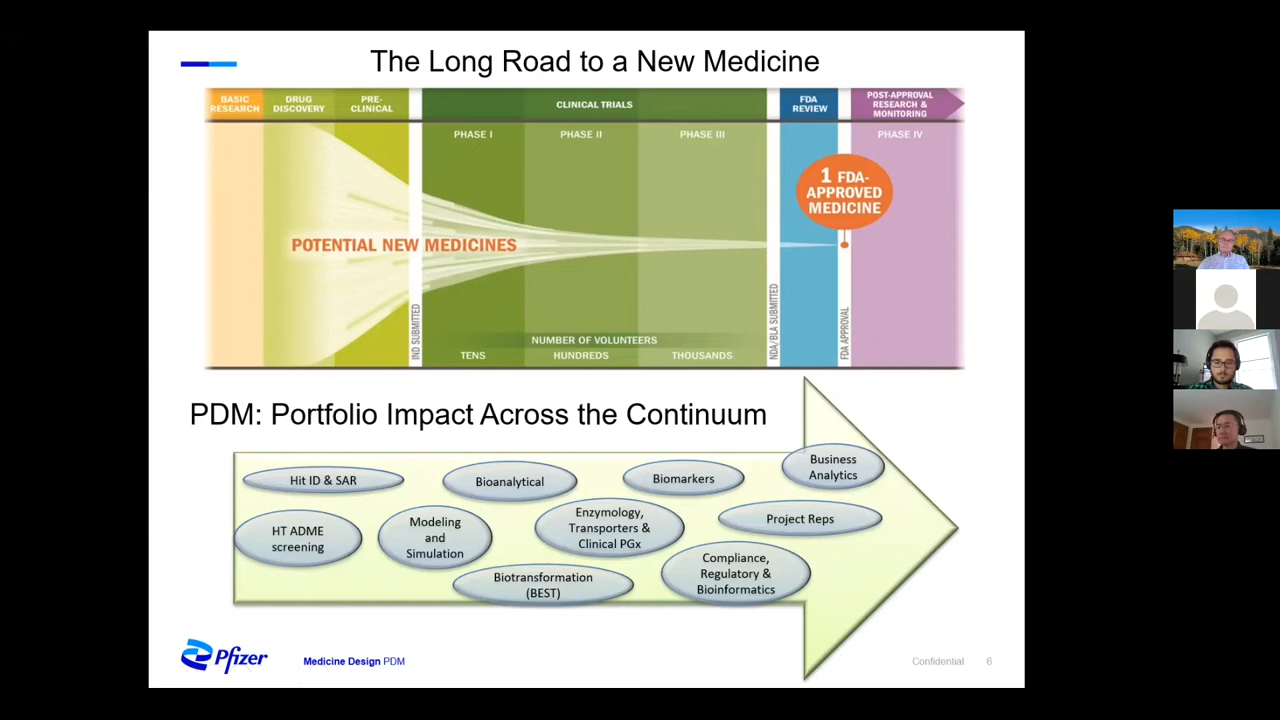 The Long Road to a New Medicine
BASIC
RESEARCH
DRUG
DISCOVERY
PRE-
CLINICAL
CLINICAL TRIALS
FDA
REVIEW
POST-APPROVAL
RESEARCH &
MONITORING
PHASE I
PHASE II
PHASE III
PHASE IV
1 FDA-
APPROVED
MEDICINE
POTENTIAL NEW MEDICINES
IND SUBMITTED
NDA/BLA SUBMITTED
FDA APPROVAL
NUMBER OF VOLUNTEERS
TENS
HUNDREDS
THOUSANDS
PDM: Portfolio Impact Across the Continuum
Hit ID & SAR
Bioanalytical
Biomarkers
Business
Analytics
HT ADME
screening
Modeling
and
Simulation
Enzymology,
Transporters &
Clinical PGx
Project Reps
Biotransformation
(BEST)
Compliance,
Regulatory &
Bioinformatics
Pfizer
Medicine Design PDM
Confidential
6